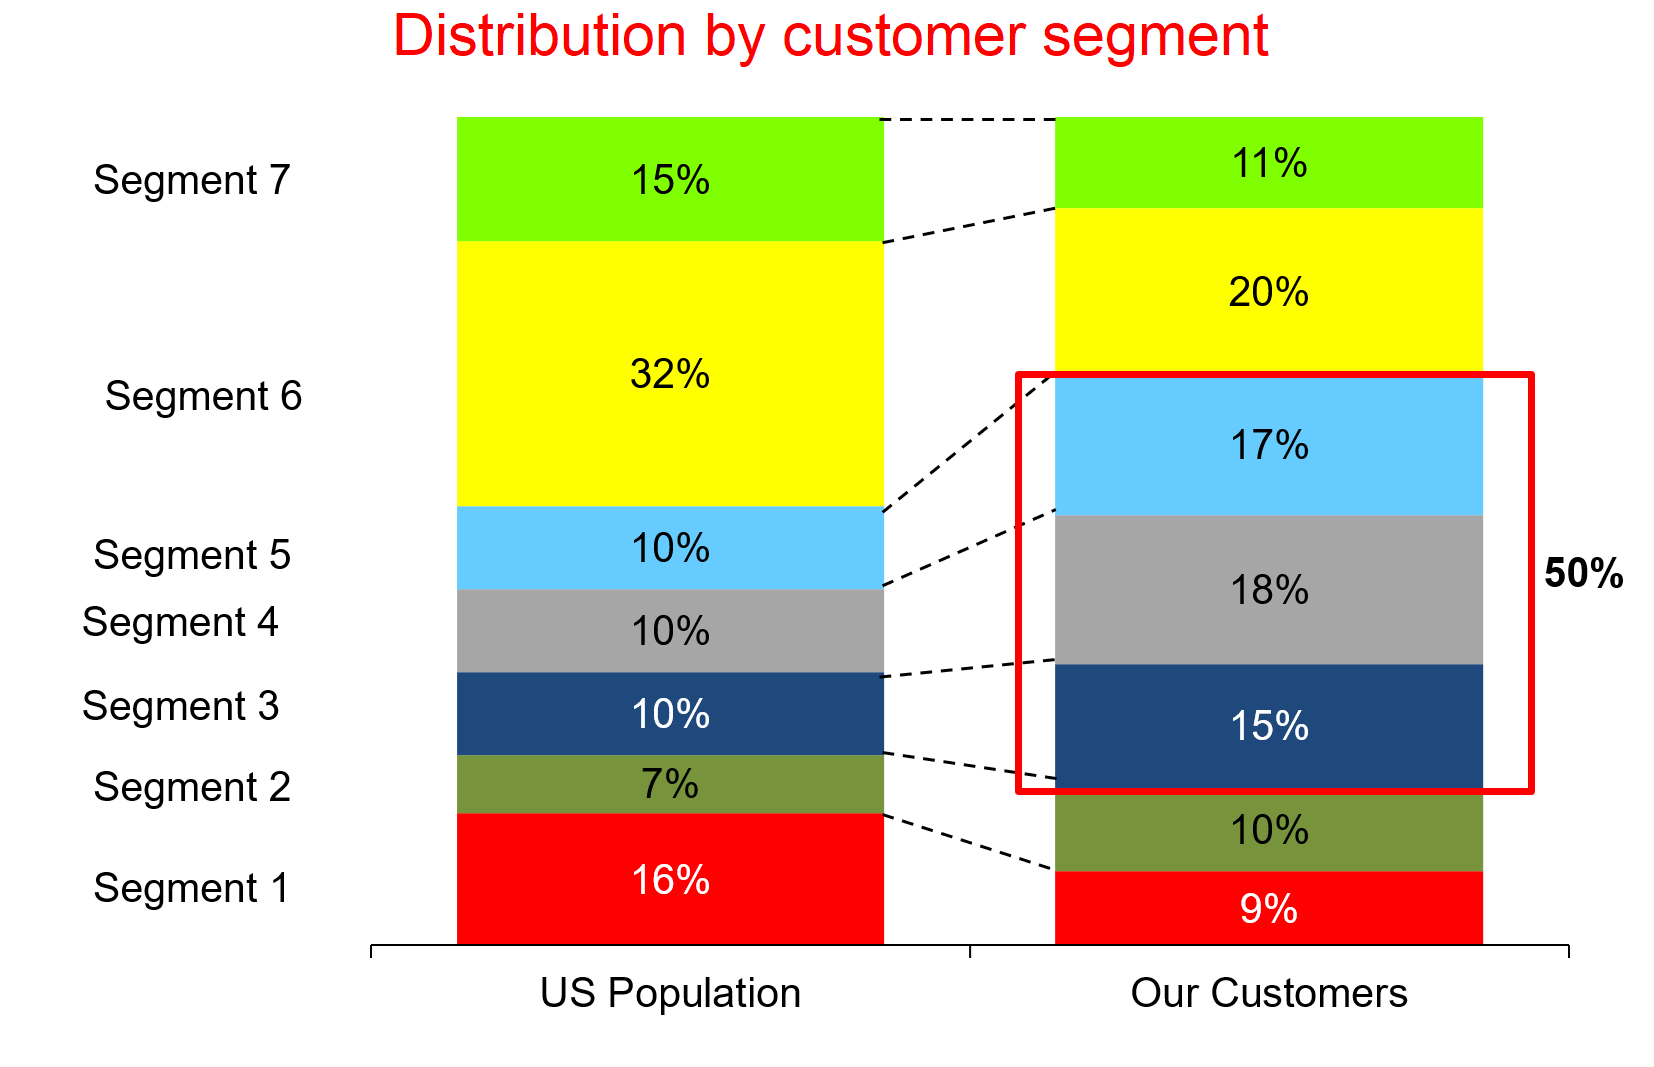 Distribution by customer segment
Segment 7
15%
11%
Segment 6
32%
20%
Segment 5
10%
17%
Segment 4
10%
18%
50%
Segment 3
10%
15%
Segment 2
7%
10%
Segment 1
16%
9%
US Population
Our Customers